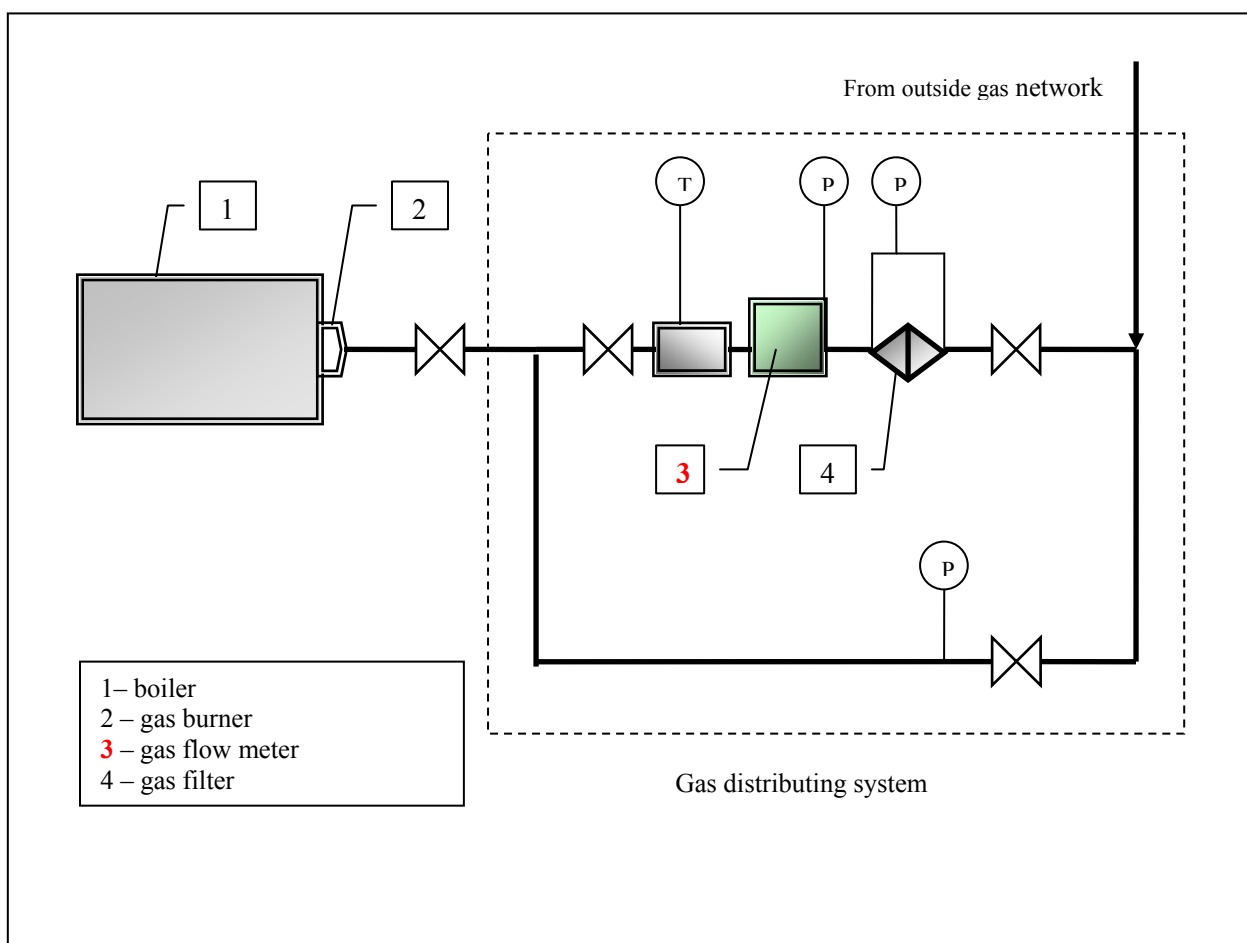 From outside gas network
T
P
P
1
2
3
4
P
1– boiler
2 – gas burner
3 – gas flow meter
4 – gas filter
Gas distributing system